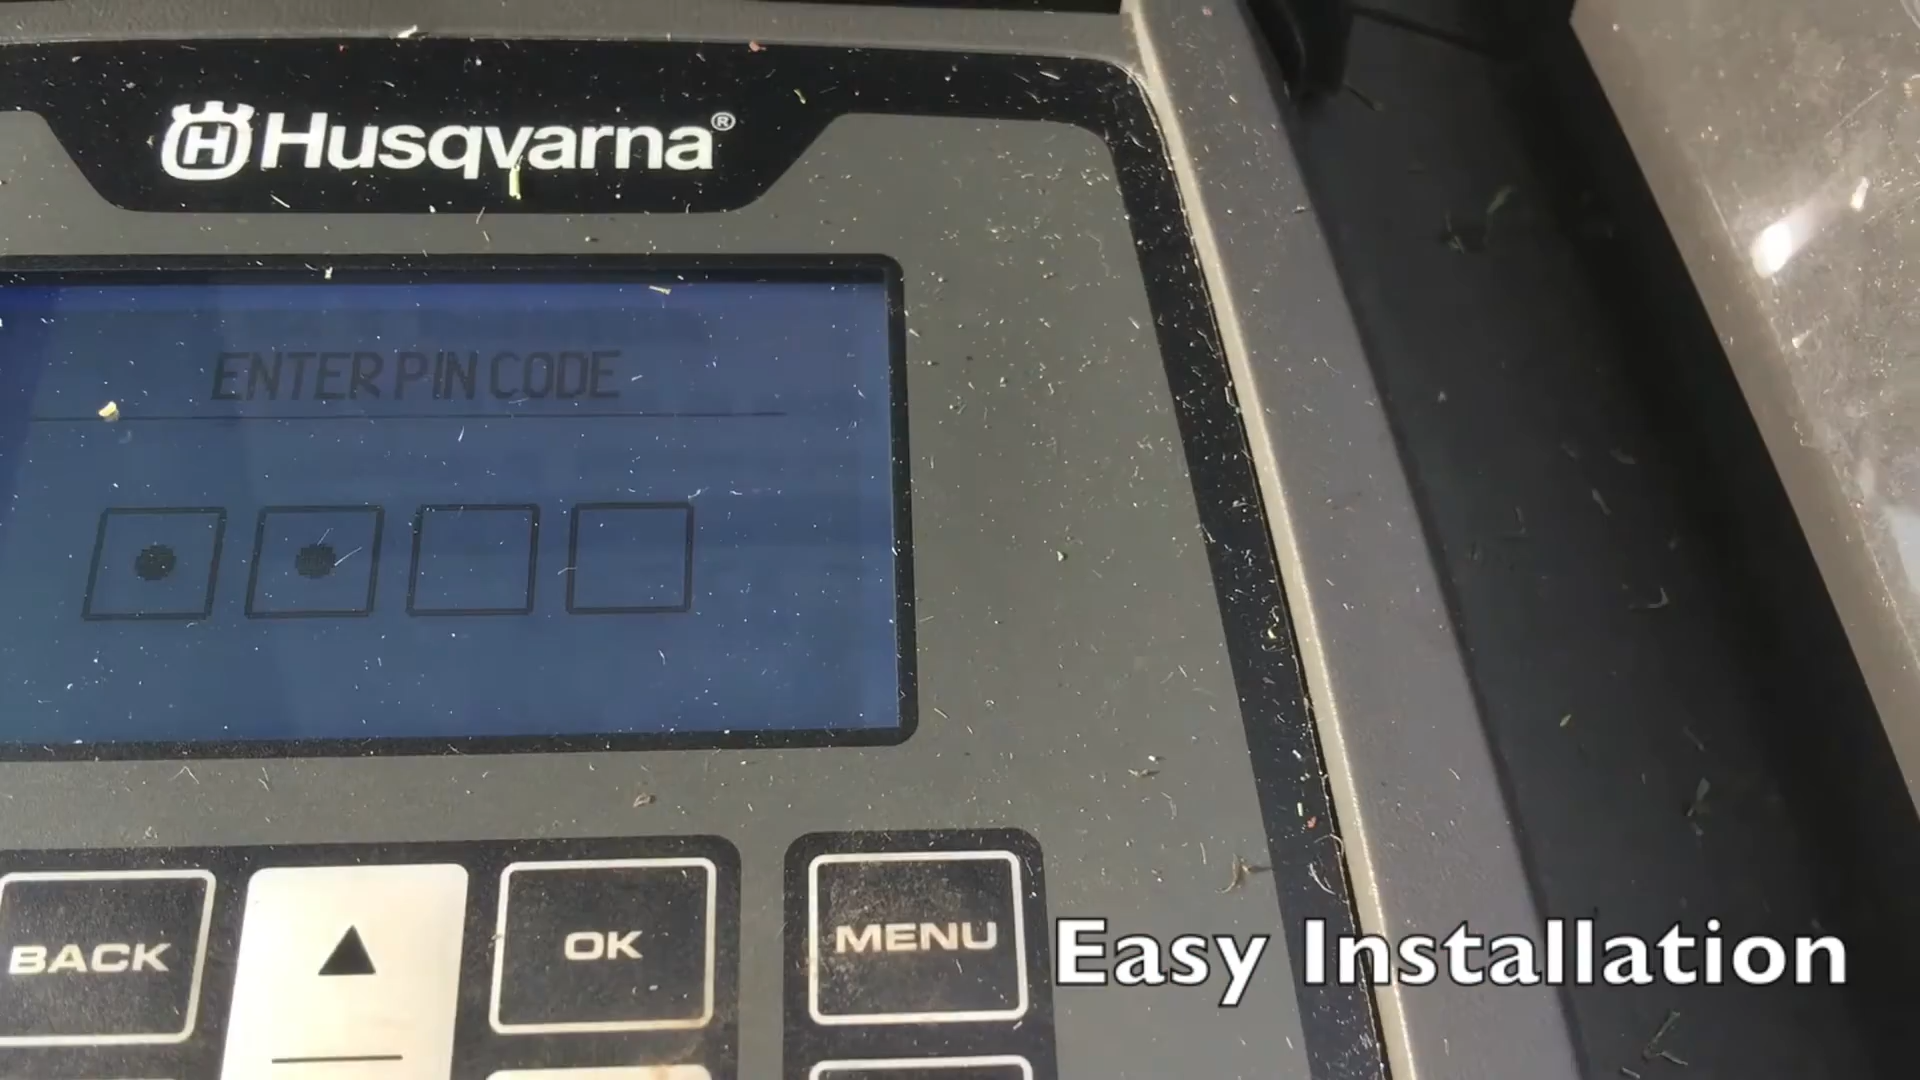 Husqvarna®
ENTER PIN CODE
BACK
OK
MENU
Easy Installation